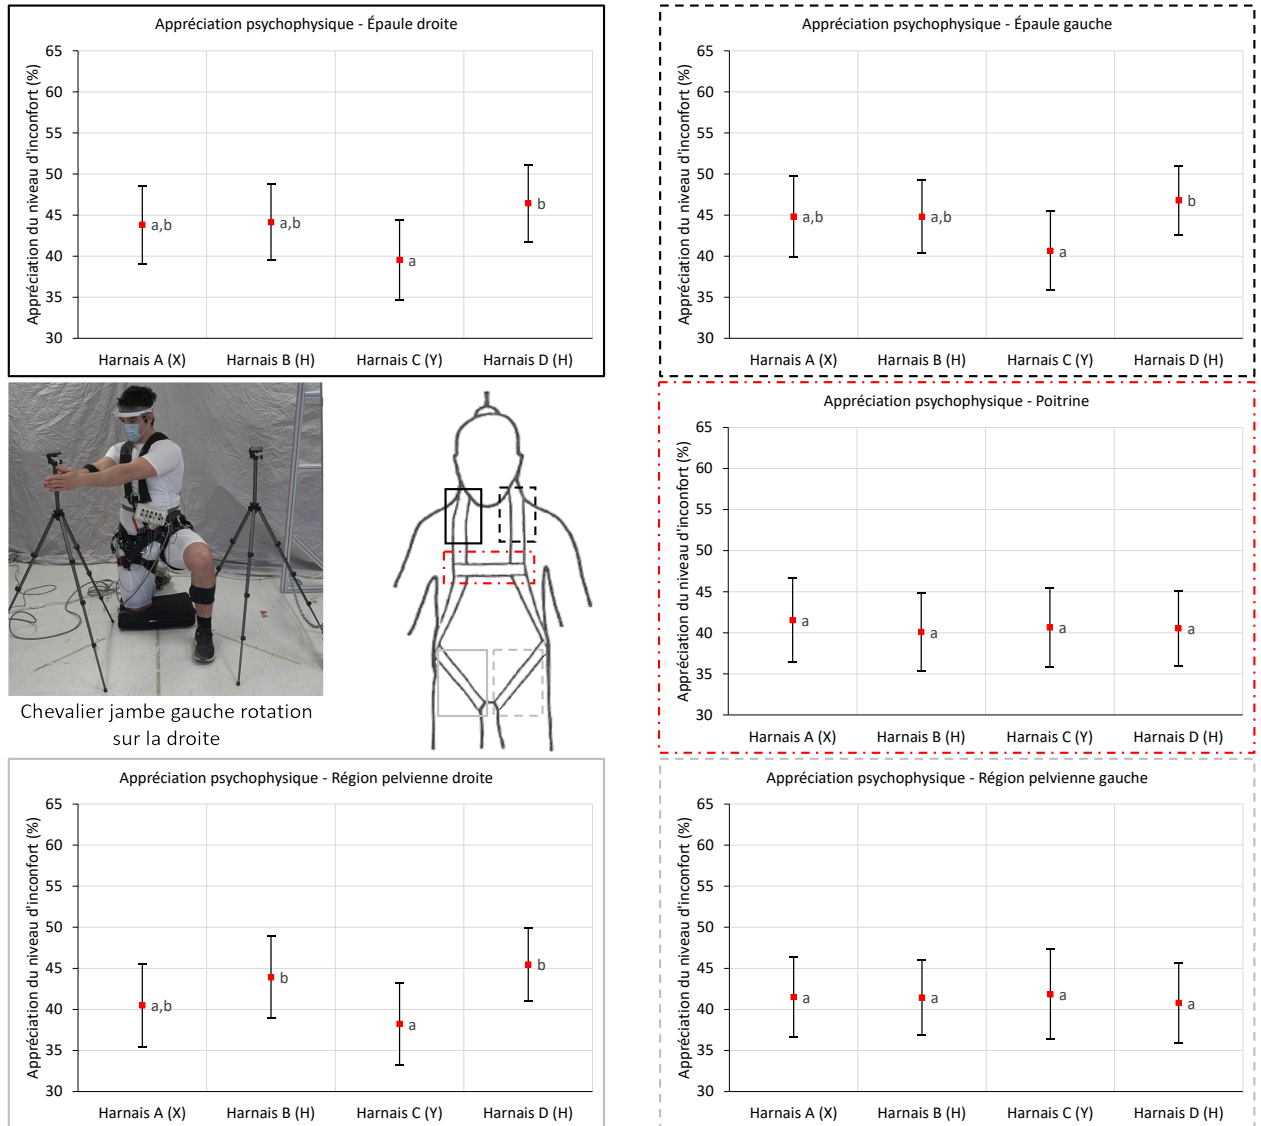 Appréciation psychophysique - Épaule droite
Appréciation du niveau d'inconfort (%)
65
60
55
50
45
40
35
30
a,b
a,b
a
b
Harnais A (X) Harnais B (H) Harnais C (Y) Harnais D (H)
Appréciation psychophysique - Épaule gauche
Appréciation du niveau d'inconfort (%)
65
60
55
50
45
40
35
30
a,b
a,b
a
b
Harnais A (X) Harnais B (H) Harnais C (Y) Harnais D (H)
Chevalier jambe gauche rotation
sur la droite
Appréciation psychophysique - Poitrine
Appréciation du niveau d'inconfort (%)
65
60
55
50
45
40
35
30
a
a
a
a
Harnais A (X) Harnais B (H) Harnais C (Y) Harnais D (H)
Appréciation psychophysique - Région pelvienne droite
Appréciation du niveau d'inconfort (%)
65
60
55
50
45
40
35
30
a,b
b
a
b
Harnais A (X) Harnais B (H) Harnais C (Y) Harnais D (H)
Appréciation psychophysique - Région pelvienne gauche
Appréciation du niveau d'inconfort (%)
65
60
55
50
45
40
35
30
a
a
a
a
Harnais A (X) Harnais B (H) Harnais C (Y) Harnais D (H)